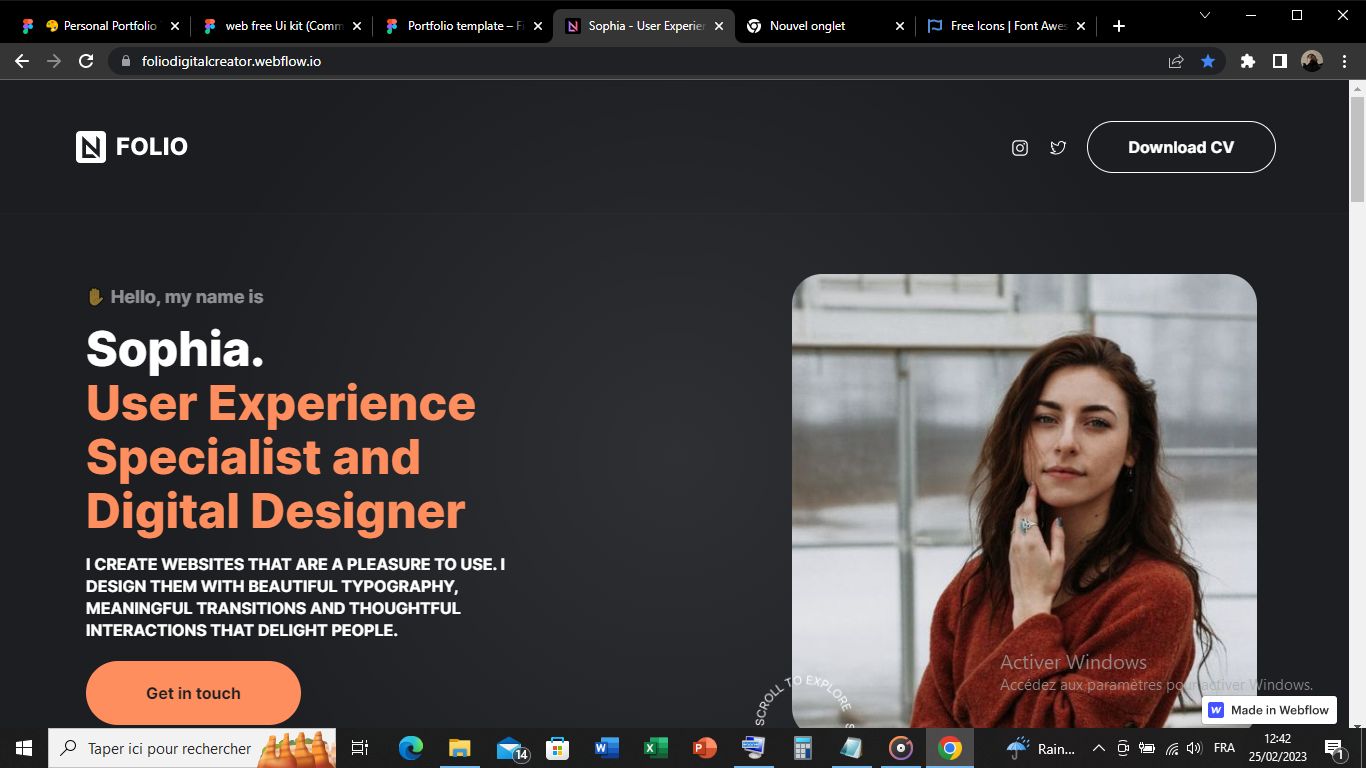 Personal Portfolio
web free Ui kit (Comm
Portfolio template – Fi
Sophia - User Experier
Nouvel onglet
Free Icons | Font Awes
foliodigitalcreator.webflow.io
FOLIO
Download CV
Hello, my name is
Sophia.
User Experience
Specialist and
Digital Designer
I CREATE WEBSITES THAT ARE A PLEASURE TO USE. I
DESIGN THEM WITH BEAUTIFUL TYPOGRAPHY,
MEANINGFUL TRANSITIONS AND THOUGHTFUL
INTERACTIONS THAT DELIGHT PEOPLE.
Get in touch
SCROLL TO EXPLORE
Activer Windows
Accédez aux paramètres pour activer Windows.
Made in Webflow
Taper ici pour rechercher
14
Rain...
FRA
12:42
25/02/2023
1